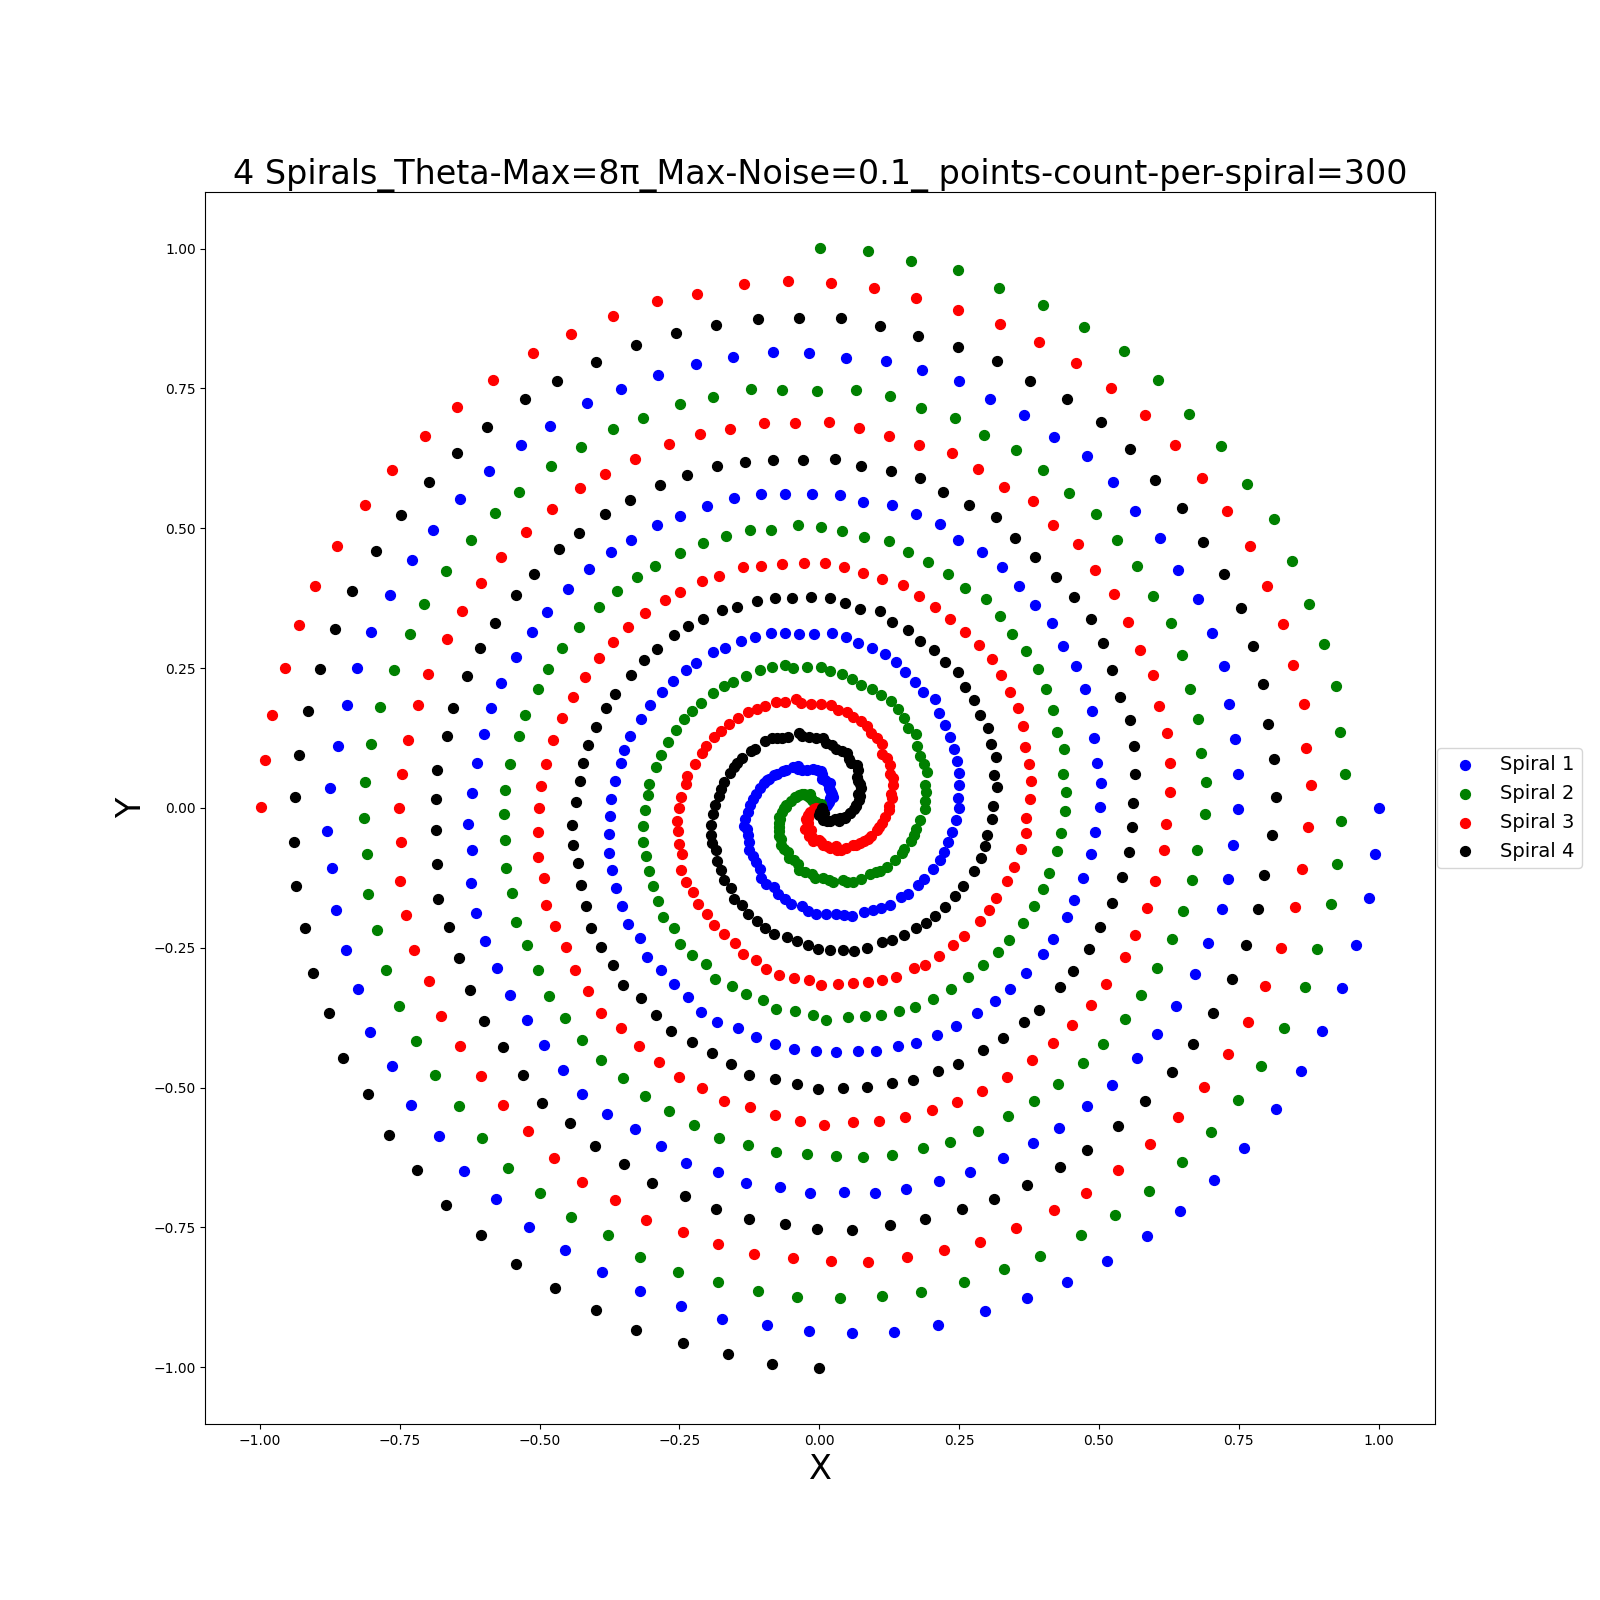 4 Spirals_Theta-Max=8π_Max-Noise=0.1_ points-count-per-spiral=300
1.00
0.75
0.50
0.25
0.00
−0.25
−0.50
−0.75
−1.00
Y
−1.00 −0.75 −0.50 −0.25 0.00 0.25 0.50 0.75 1.00
X
Spiral 1
Spiral 2
Spiral 3
Spiral 4